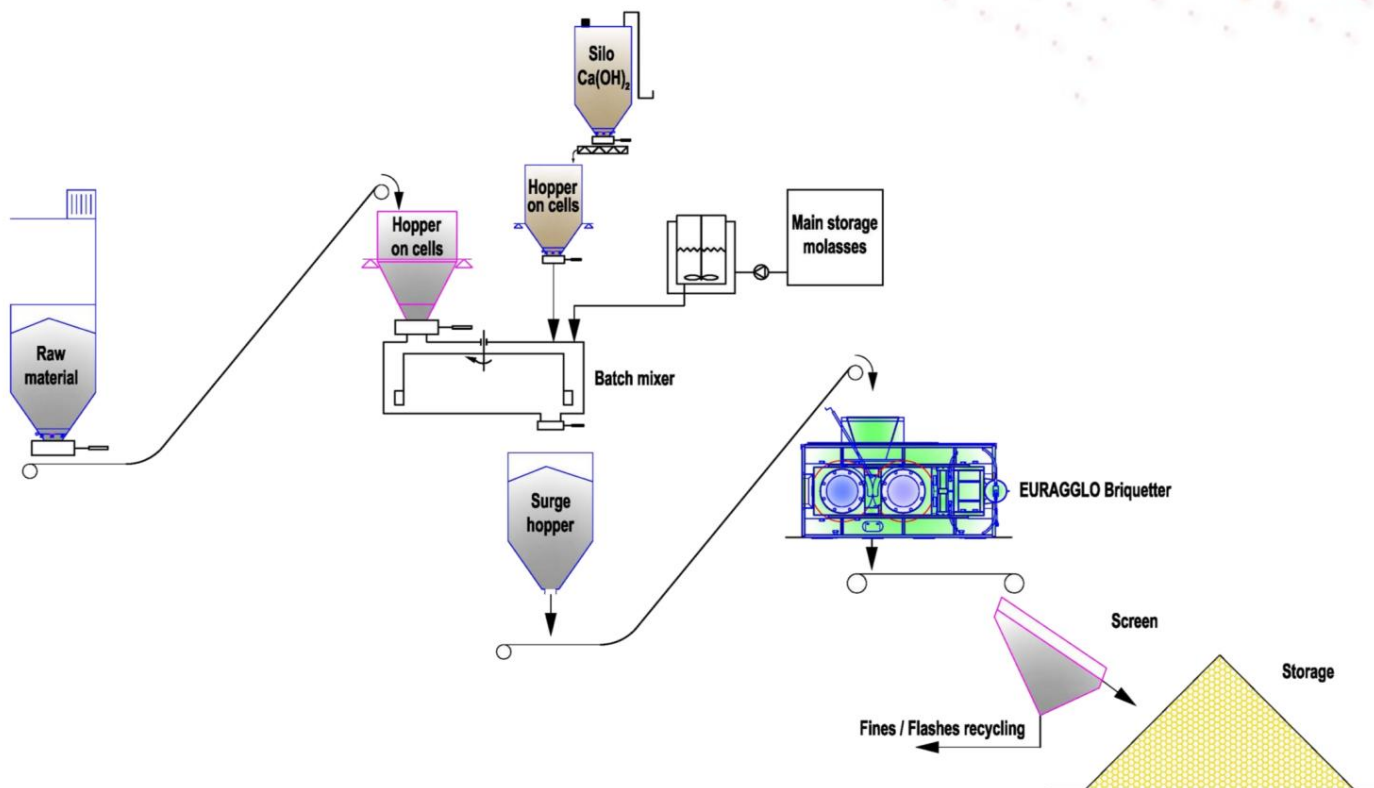 Silo
Ca(OH)₂
Hopper
on cells
Hopper
on cells
Main storage
molasses
Raw
material
Batch mixer
Surge
hopper
EURAGGLO Briquetter
Screen
Storage
Fines / Flashes recycling